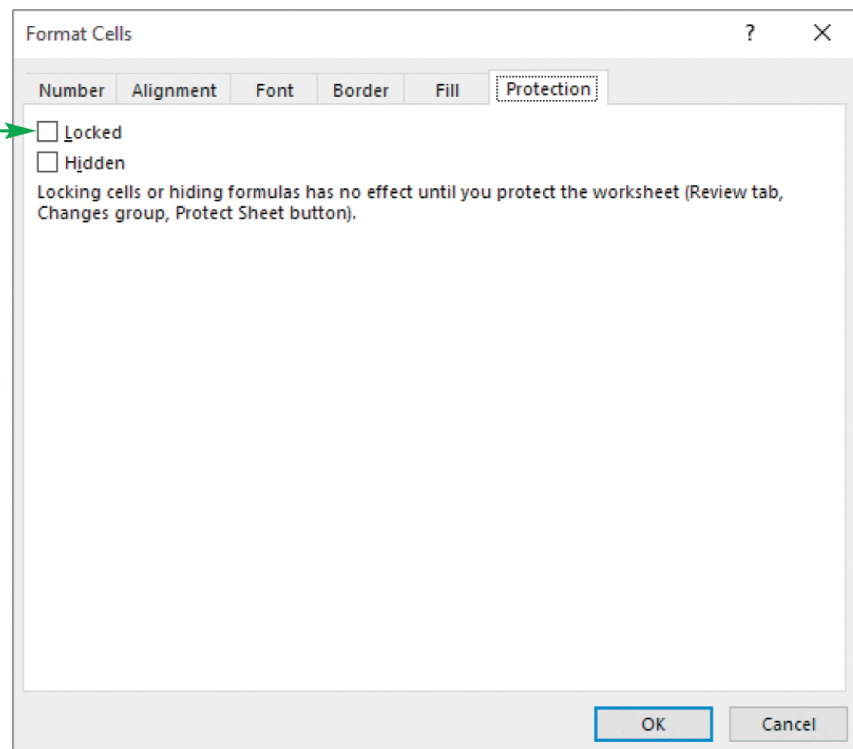 Format Cells ?
Number Alignment Font Border Fill Protection
Locked
Hidden
Locking cells or hiding formulas has no effect until you protect the worksheet (Review tab,
Changes group, Protect Sheet button).
OK Cancel